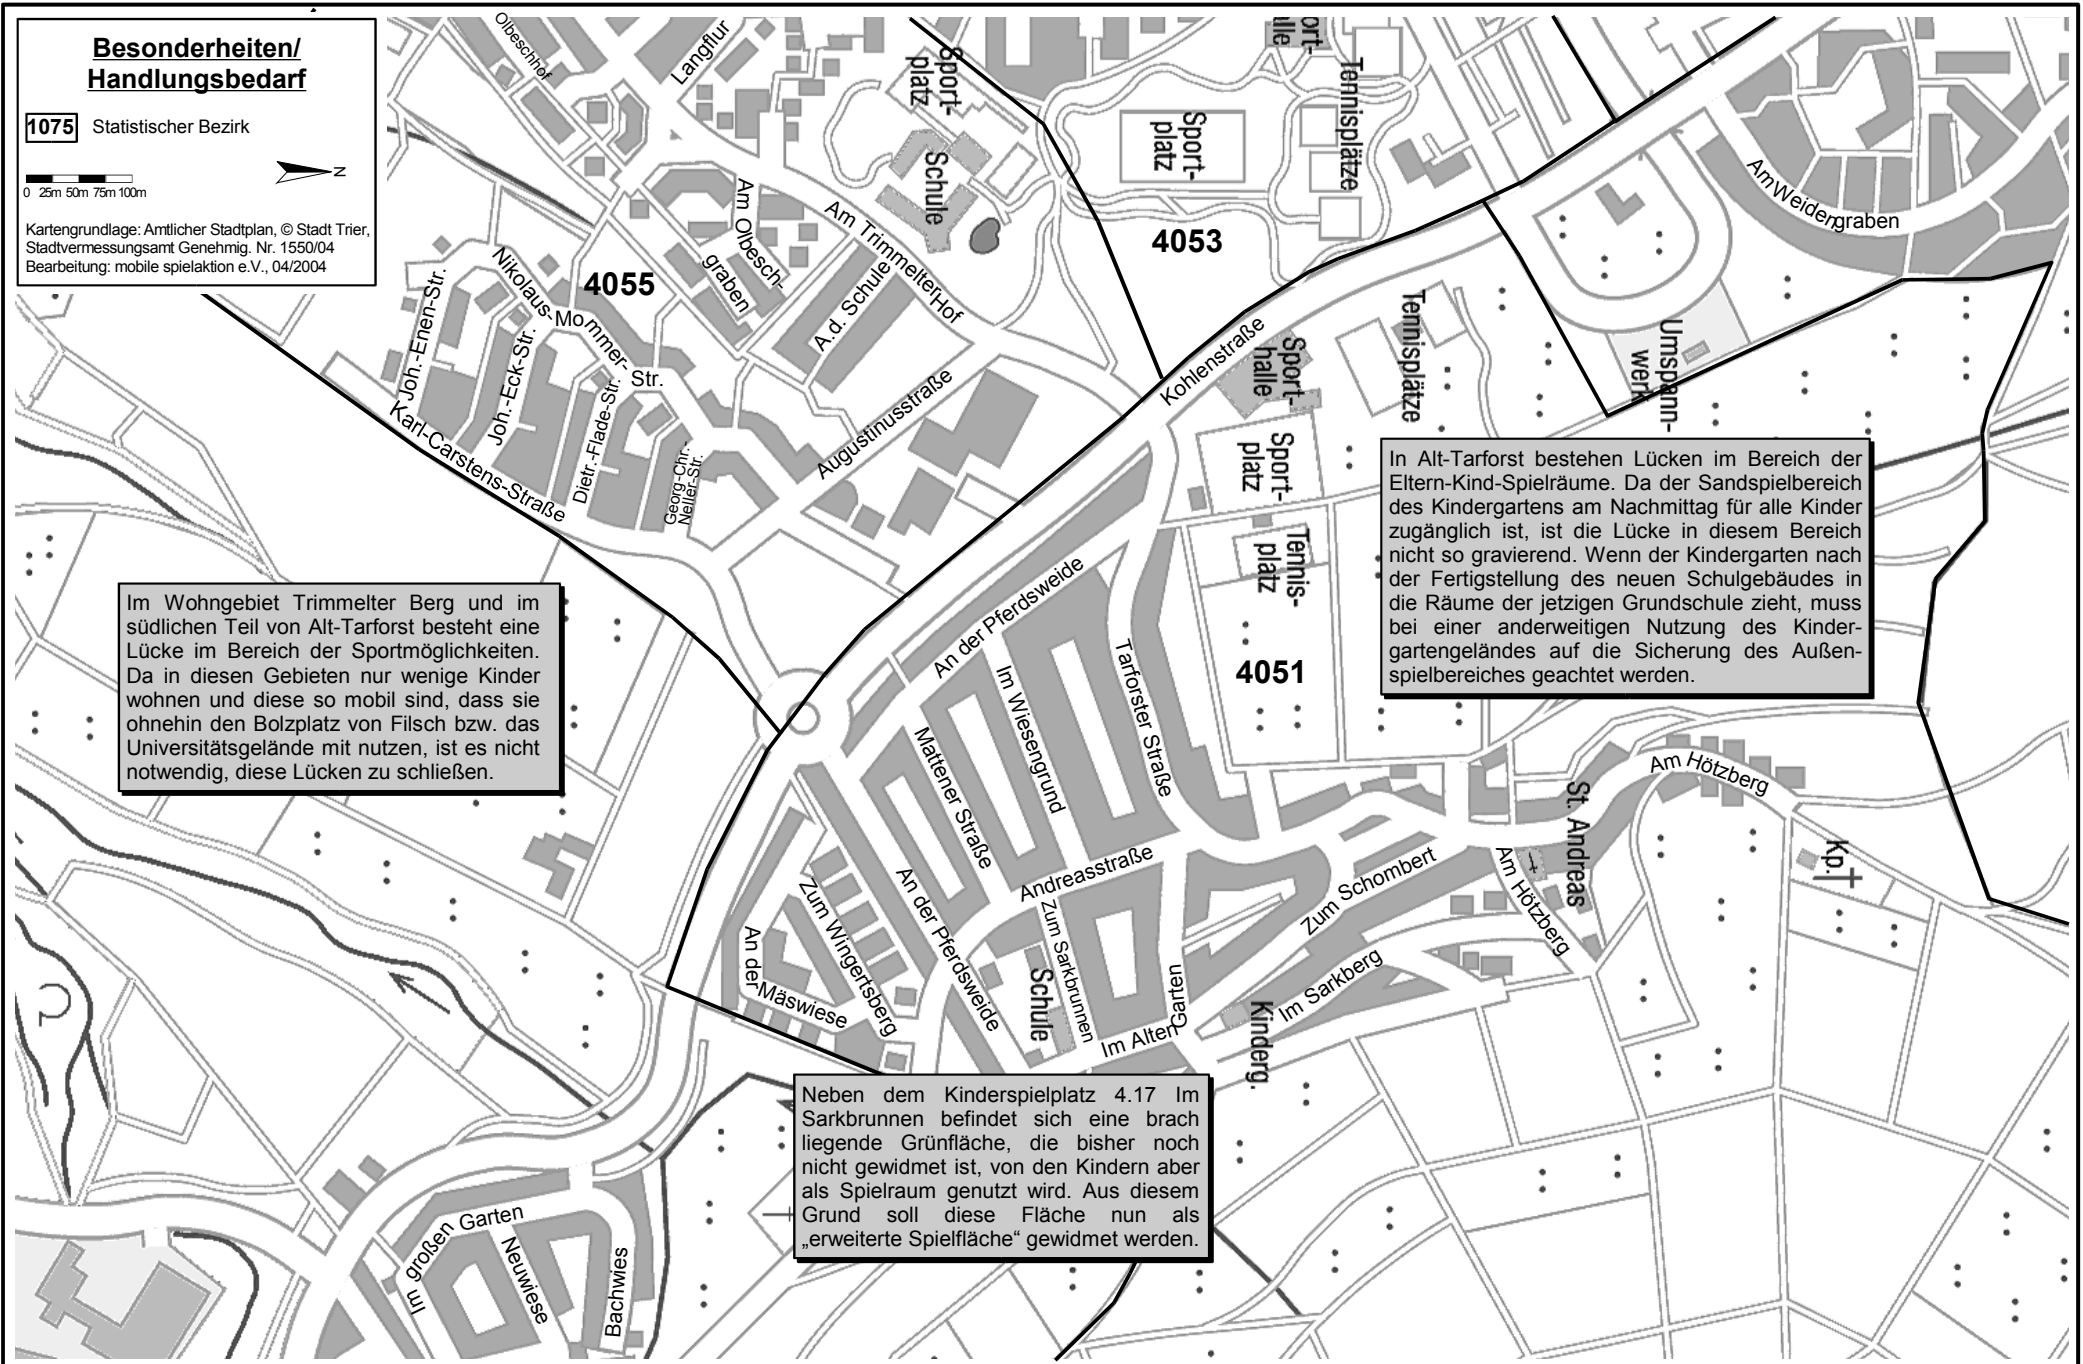 Besonderheiten/
Handlungsbedarf
1075 Statistischer Bezirk
N
0 25m 50m 75m 100m
Kartengrundlage: Amtlicher Stadtplan, © Stadt Trier,
Stadtvermessungsamt Genehmig. Nr. 1550/04
Bearbeitung: mobile spielaktion e.V., 04/2004
Olbeschhof
Langflur
Sport-
platz
Schule
Sport-
platz
ort-
alle
Tennisplätze
4053
Am Weidengraben
Am Olbesch-
graben
Am Trimmelter Hof
A.d. Schule
4055
Nikolaus-Mommer-Str.
Joh.-Enen-Str.
Joh.-Eck-Str.
Dietr.-Flade-Str.
Georg-Chr.-
Neller-Str.
Karl-Carstens-Straße
Augustinusstraße
Kohlenstraße
Sport-
halle
Tennisplätze
Umspann-
werk
Sport-
platz
Tennis-
platz
4051
In Alt-Tarforst bestehen Lücken im Bereich der
Eltern-Kind-Spielräume. Da der Sandspielbereich
des Kindergartens am Nachmittag für alle Kinder
zugänglich ist, ist die Lücke in diesem Bereich
nicht so gravierend. Wenn der Kindergarten nach
der Fertigstellung des neuen Schulgebäudes in
die Räume der jetzigen Grundschule zieht, muss
bei einer anderweitigen Nutzung des Kinder-
gartengeländes auf die Sicherung des Außen-
spielbereiches geachtet werden.
Im Wohngebiet Trimmelter Berg und im
südlichen Teil von Alt-Tarforst besteht eine
Lücke im Bereich der Sportmöglichkeiten.
Da in diesen Gebieten nur wenige Kinder
wohnen und diese so mobil sind, dass sie
ohnehin den Bolzplatz von Filsch bzw. das
Universitätsgelände mit nutzen, ist es nicht
notwendig, diese Lücken zu schließen.
An der Pferdsweide
Im Wiesengrund
Tarforster Straße
Mattener Straße
Andreasstraße
Am Hötzberg
St. Andreas
Kp.
Zum Schombert
Am Hötzberg
An der Pferdsweide
Zum Wingertsberg
An der
Mäswiese
Zum Sarkbrunnen
Schule
Im Alten
Garten
Im Sarkberg
Kinderg.
Neben dem Kinderspielplatz 4.17 Im
Sarkbrunnen befindet sich eine brach
liegende Grünfläche, die bisher noch
nicht gewidmet ist, von den Kindern aber
als Spielraum genutzt wird. Aus diesem
Grund soll diese Fläche nun als
„erweiterte Spielfläche“ gewidmet werden.
Im großen Garten
Neuwiese
Bachwies